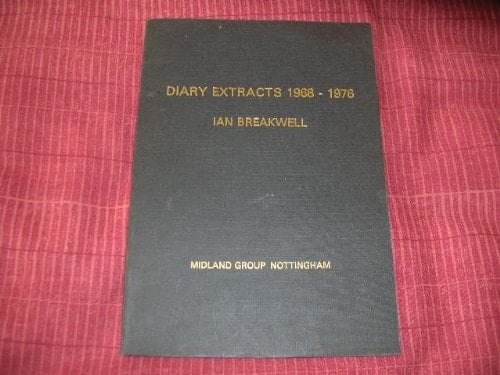 DIARY EXTRACTS 1968 - 1976
IAN BREAKWELL
MIDLAND GROUP NOTTINGHAM